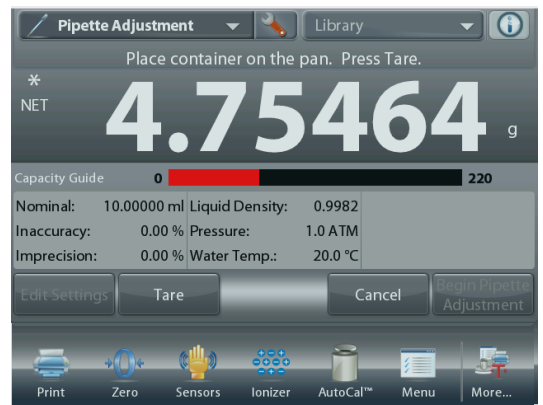 Pipette Adjustment Library
Place container on the pan. Press Tare.
*
NET 4.75464 g
Capacity Guide 0 220
Nominal: 10.00000 ml Liquid Density: 0.9982
Inaccuracy: 0.00 % Pressure: 1.0 ATM
Imprecision: 0.00 % Water Temp.: 20.0 °C
Edit Settings Tare Cancel Begin Pipette
Adjustment
Print Zero Sensors Ionizer AutoCal™ Menu More...